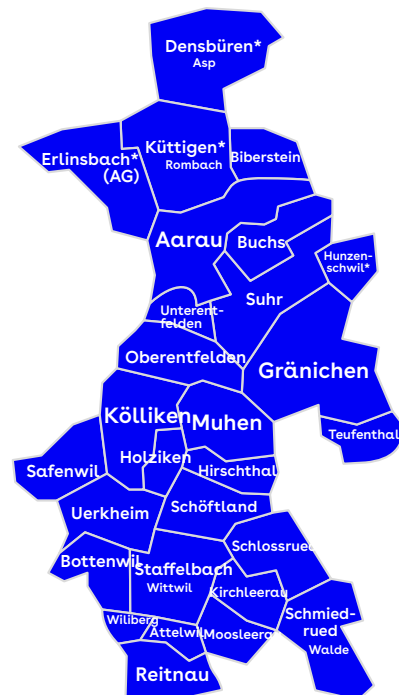 Densbüren*
Asp
Küttigen*
Rombach
Biberstein
Erlinsbach*
(AG)
Aarau
Buchs
Hunzen-
schwil*
Suhr
Unterent-
felden
Oberentfelden
Gränichen
Kölliken
Muhen
Teufenthal
Holziken
Hirschthal
Safenwil
Schöftland
Uerkheim
Schlossrued
Bottenwil
Staffelbach
Wittwil
Kirchleerau
Schmied-
rued
Walde
Wiliberg
Attelwil
Moosleerau
Reitnau